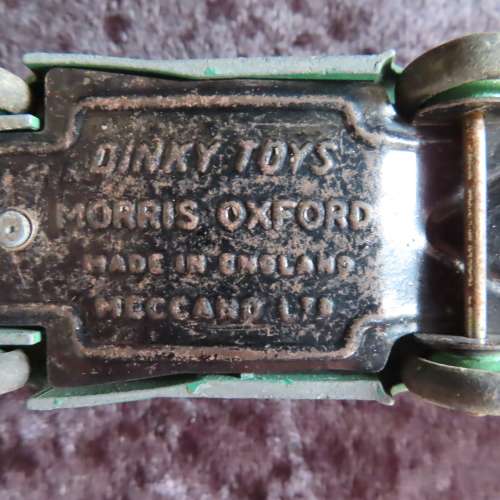 DINKY TOYS
MORRIS OXFORD
MADE IN ENGLAND
MECCANO LTD